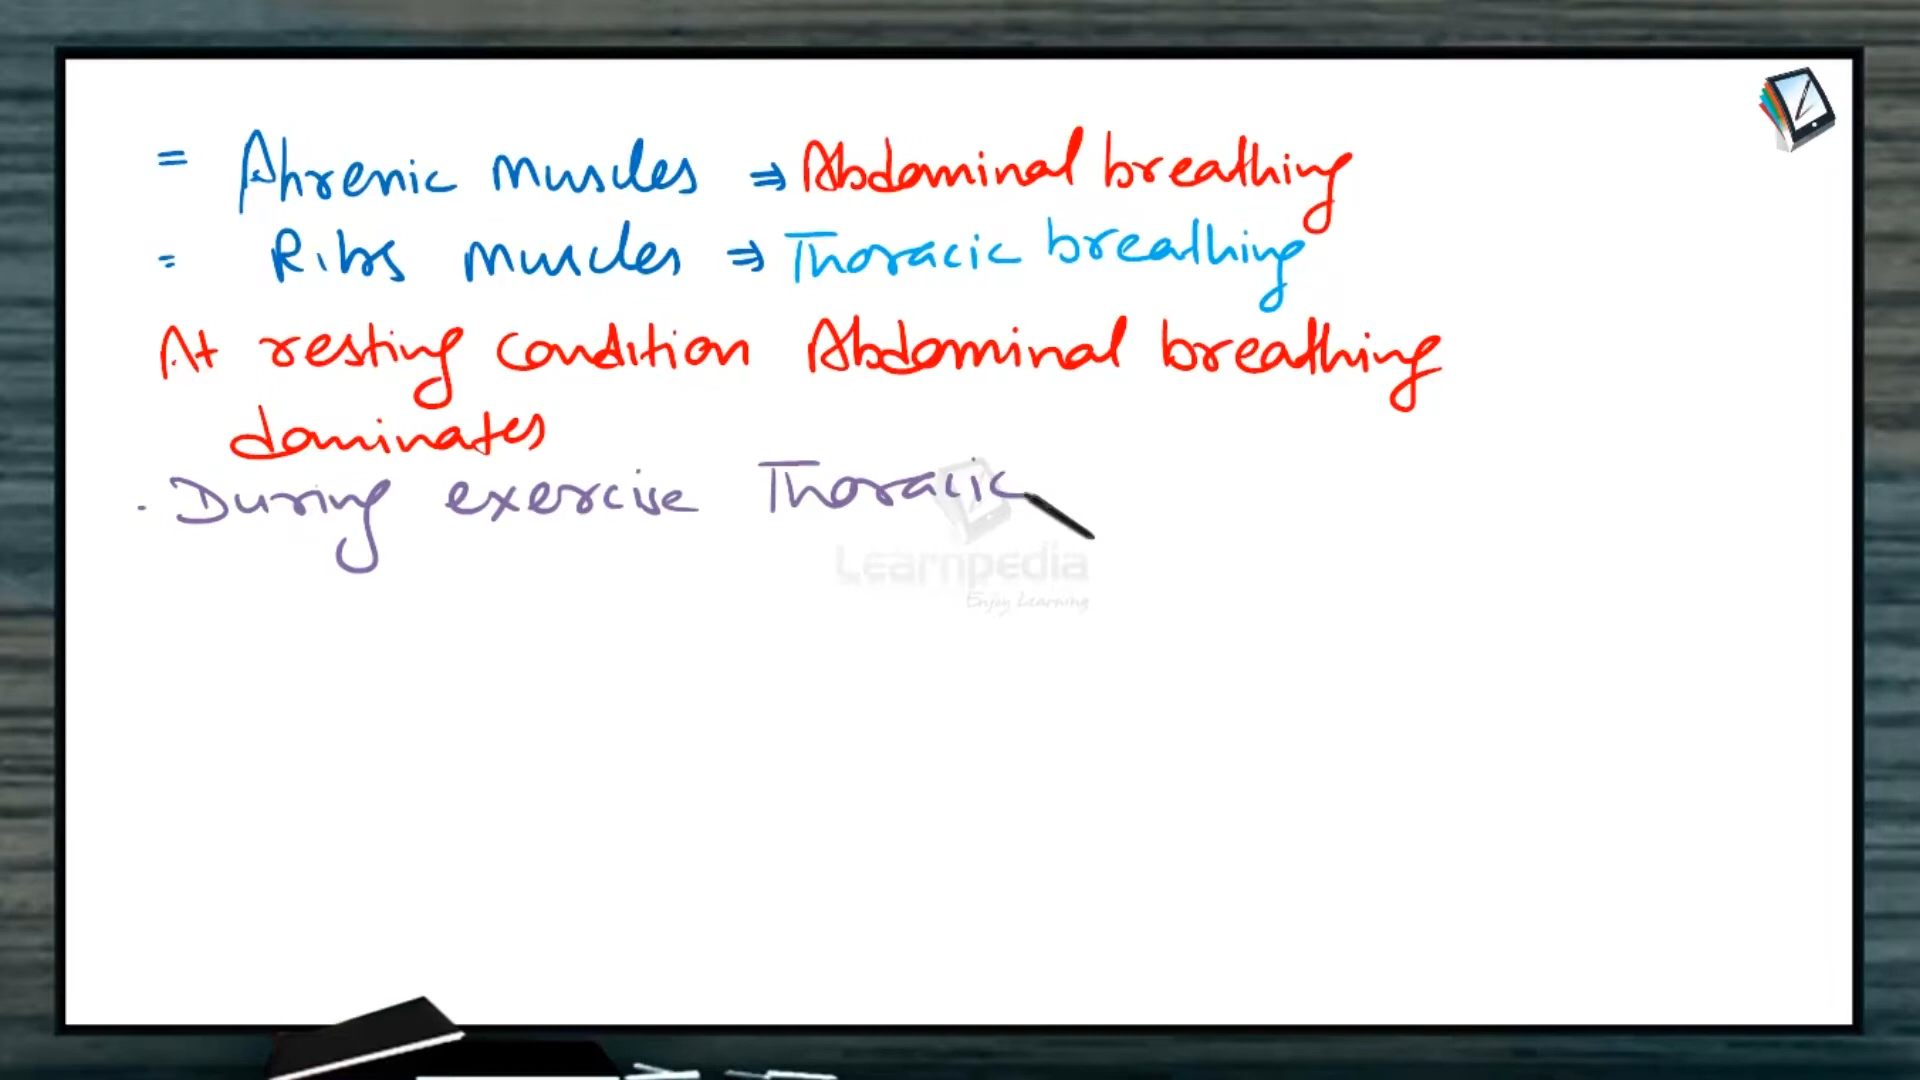 = Phrenic muscles ⇒ Abdominal breathing
= Ribs muscles ⇒ Thoracic breathing
At resting condition Abdominal breathing
dominates
. During exercise Thoracic
Learnpedia
Enjoy Learning